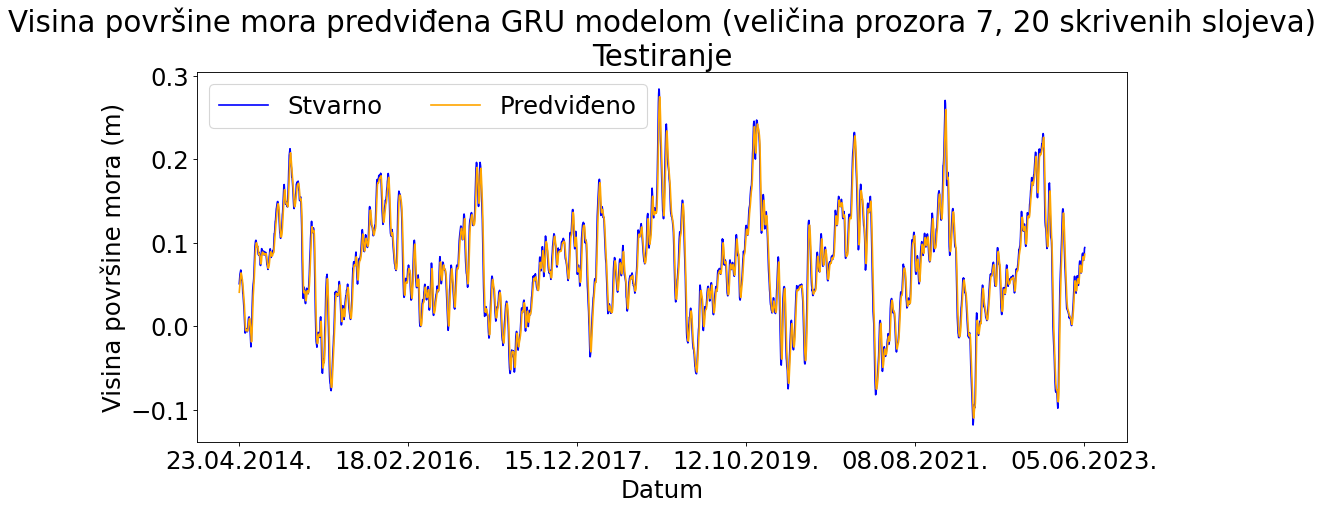 Visina površine mora predviđena GRU modelom (veličina prozora 7, 20 skrivenih slojeva)
Testiranje
Stvarno
Predviđeno
Visina površine mora (m)
0.3
0.2
0.1
0.0
−0.1
23.04.2014.
18.02.2016.
15.12.2017.
12.10.2019.
08.08.2021.
05.06.2023.
Datum